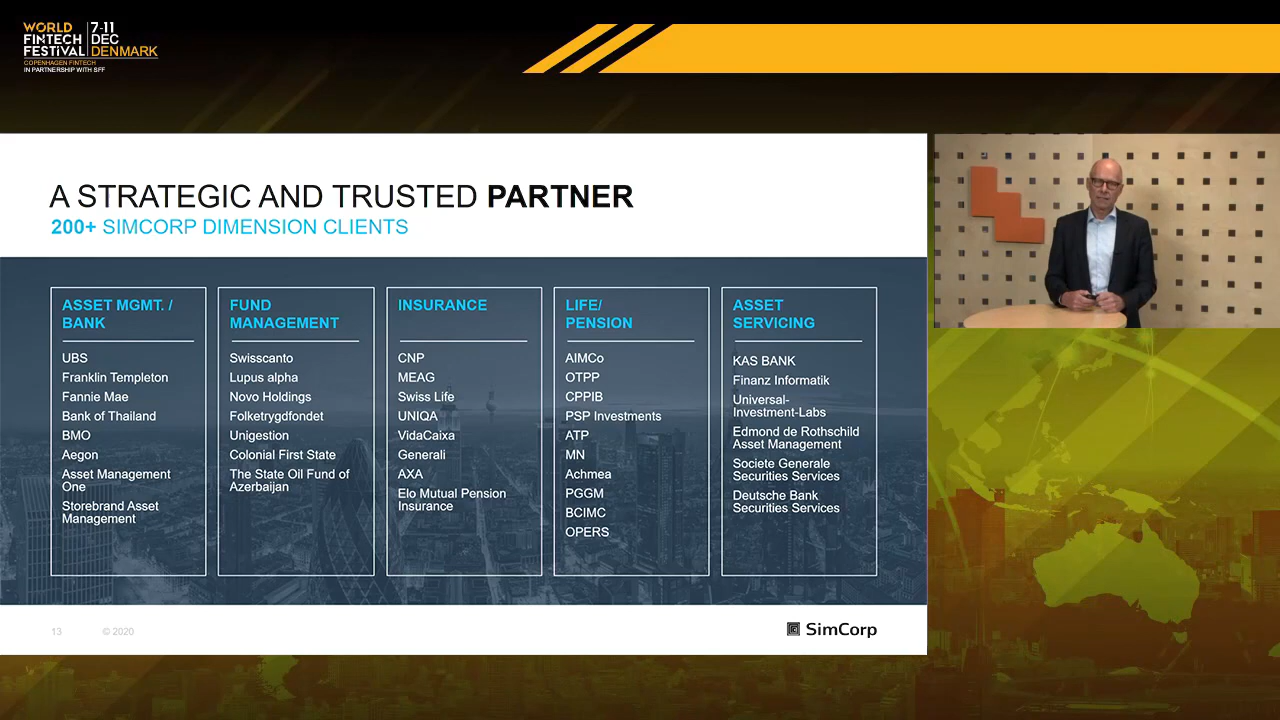 WORLD
FINTECH
FESTIVAL
7-11
DEC
DENMARK
COPENHAGEN FINTECH
IN PARTNERSHIP WITH SFF
A STRATEGIC AND TRUSTED PARTNER
200+ SIMCORP DIMENSION CLIENTS
ASSET MGMT. /
BANK
UBS
Franklin Templeton
Fannie Mae
Bank of Thailand
BMO
Aegon
Asset Management
One
Storebrand Asset
Management
FUND
MANAGEMENT
Swisscanto
Lupus alpha
Novo Holdings
Folketrygdfondet
Unigestion
Colonial First State
The State Oil Fund of
Azerbaijan
INSURANCE
CNP
MEAG
Swiss Life
UNIQA
VidaCaixa
Generali
AXA
Elo Mutual Pension
Insurance
LIFE/
PENSION
AIMCo
OTPP
CPPIB
PSP Investments
ATP
MN
Achmea
PGGM
BCIMC
OPERS
ASSET
SERVICING
KAS BANK
Finanz Informatik
Universal-
Investment-Labs
Edmond de Rothschild
Asset Management
Societe Generale
Securities Services
Deutsche Bank
Securities Services
13 © 2020
SimCorp